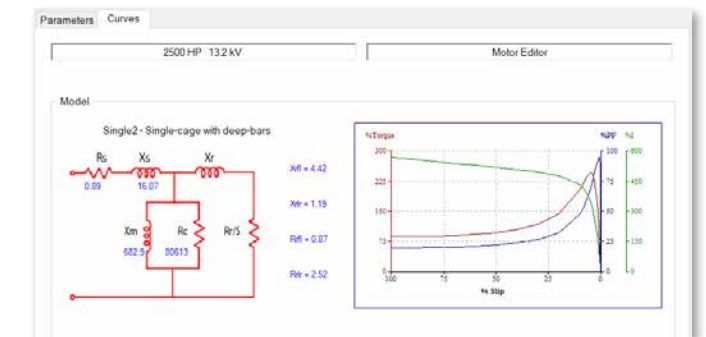 Parameters Curves
2500 HP 13.2 kV
Motor Editor
Model
Single2 - Single-cage with deep-bars
Rs Xs Xr
0.89 16.07
Xm Rc Rr/S
682.9 80613
Xrfl = 4.42
Xrlr = 1.19
Rrfl = 0.87
Rrlr = 2.52
%Torque %PF %I
300 100 600
225 75 450
150 50 300
75 25 150
0 0 0
100 75 50 25 0
% Slip